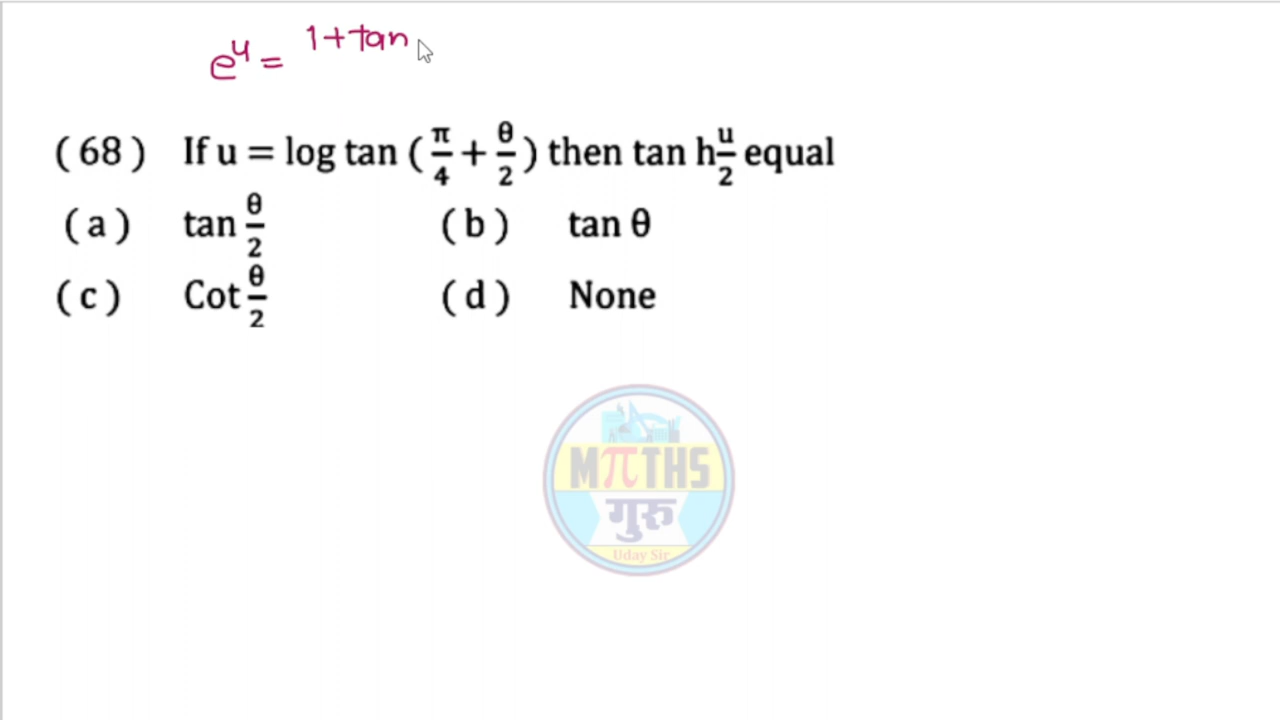 e^u = 1+tan
(68) If u = log tan (π/4 + θ/2) then tan h u/2 equal
(a) tan θ/2 (b) tan θ
(c) Cot θ/2 (d) None
MπTHS
गुरु
Uday Sir